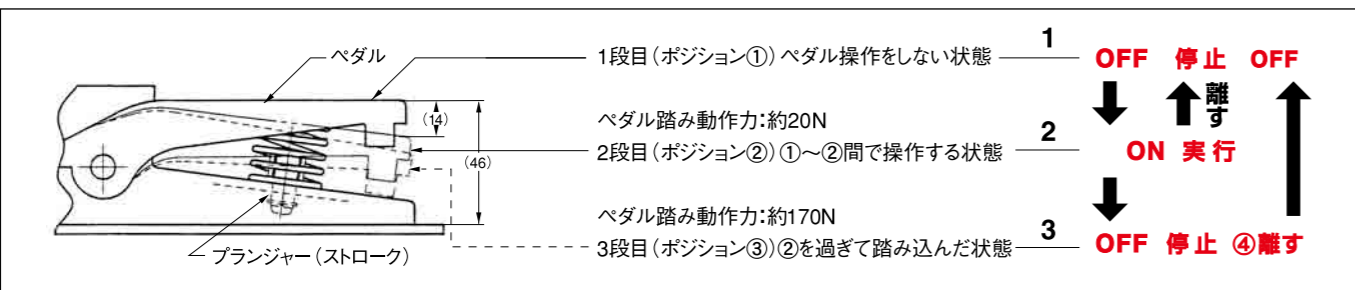 ペダル
1段目(ポジション①)ペダル操作をしない状態
1
OFF 停止 OFF
離す
(14)
(46)
ペダル踏み動作力:約20N
2段目(ポジション②)①〜②間で操作する状態
2
ON 実行
ペダル踏み動作力:約170N
3段目(ポジション③)②を過ぎて踏み込んだ状態
3
OFF 停止 ④離す
プランジャー(ストローク)